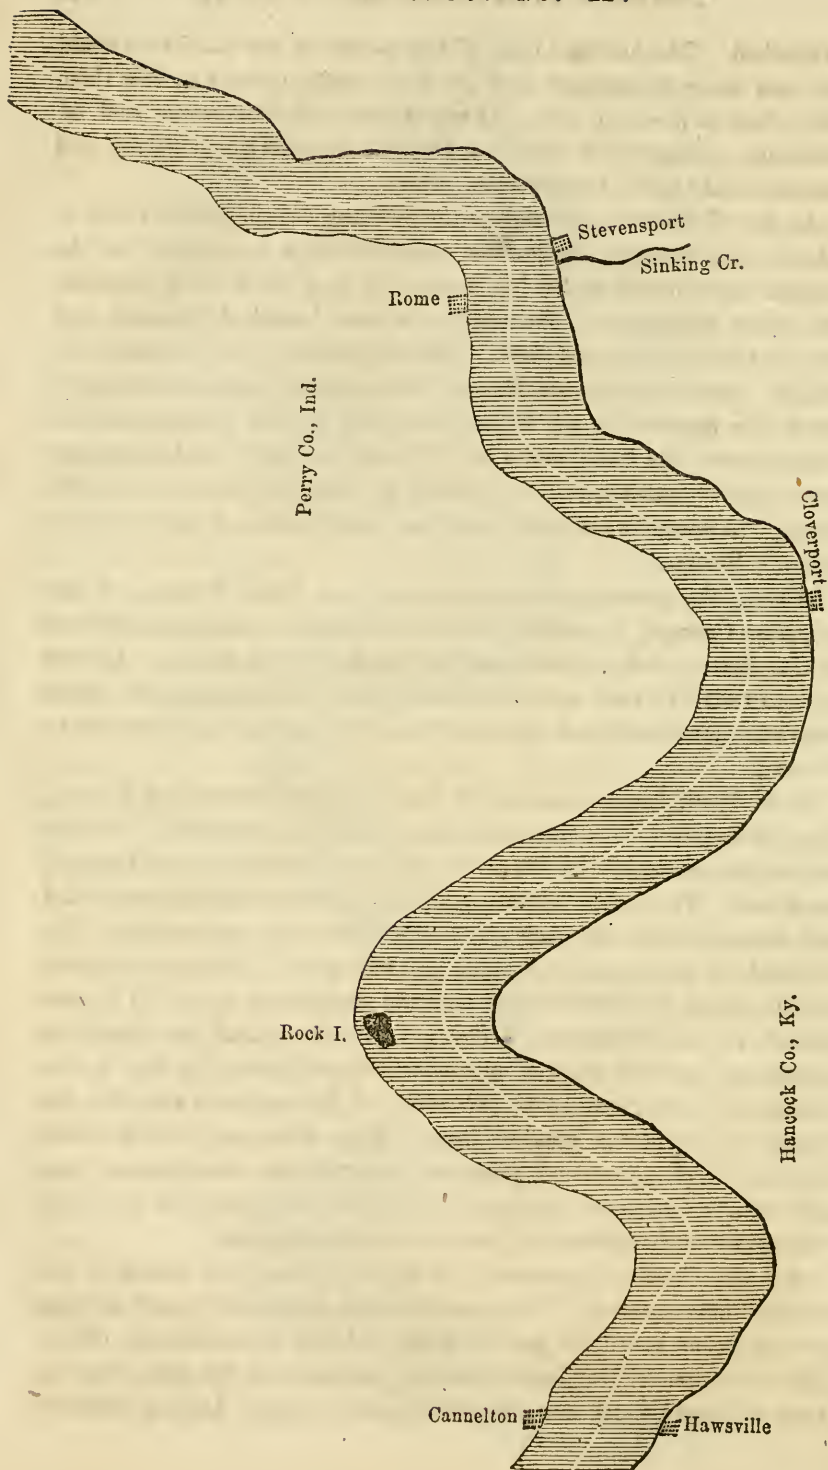 Stevensport
Sinking Cr.
Rome
Perry Co., Ind.
Cloverport
Rock I.
Hancock Co., Ky.
Cannelton
Hawsville